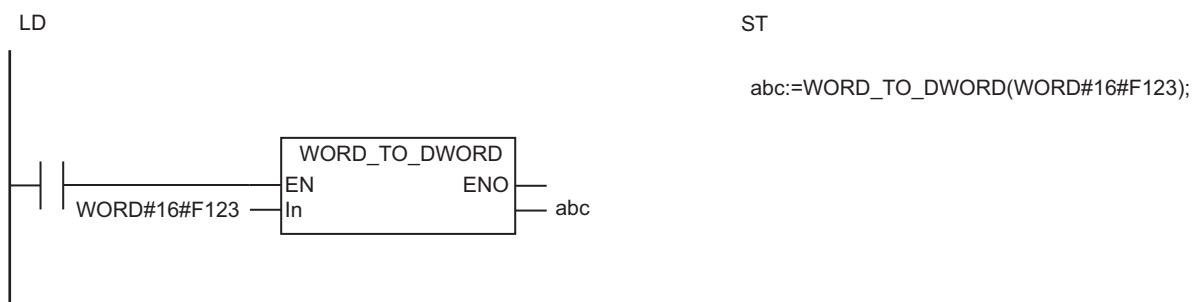 LD
ST
abc:=WORD_TO_DWORD(WORD#16#F123);
WORD_TO_DWORD
EN ENO
WORD#16#F123 In abc